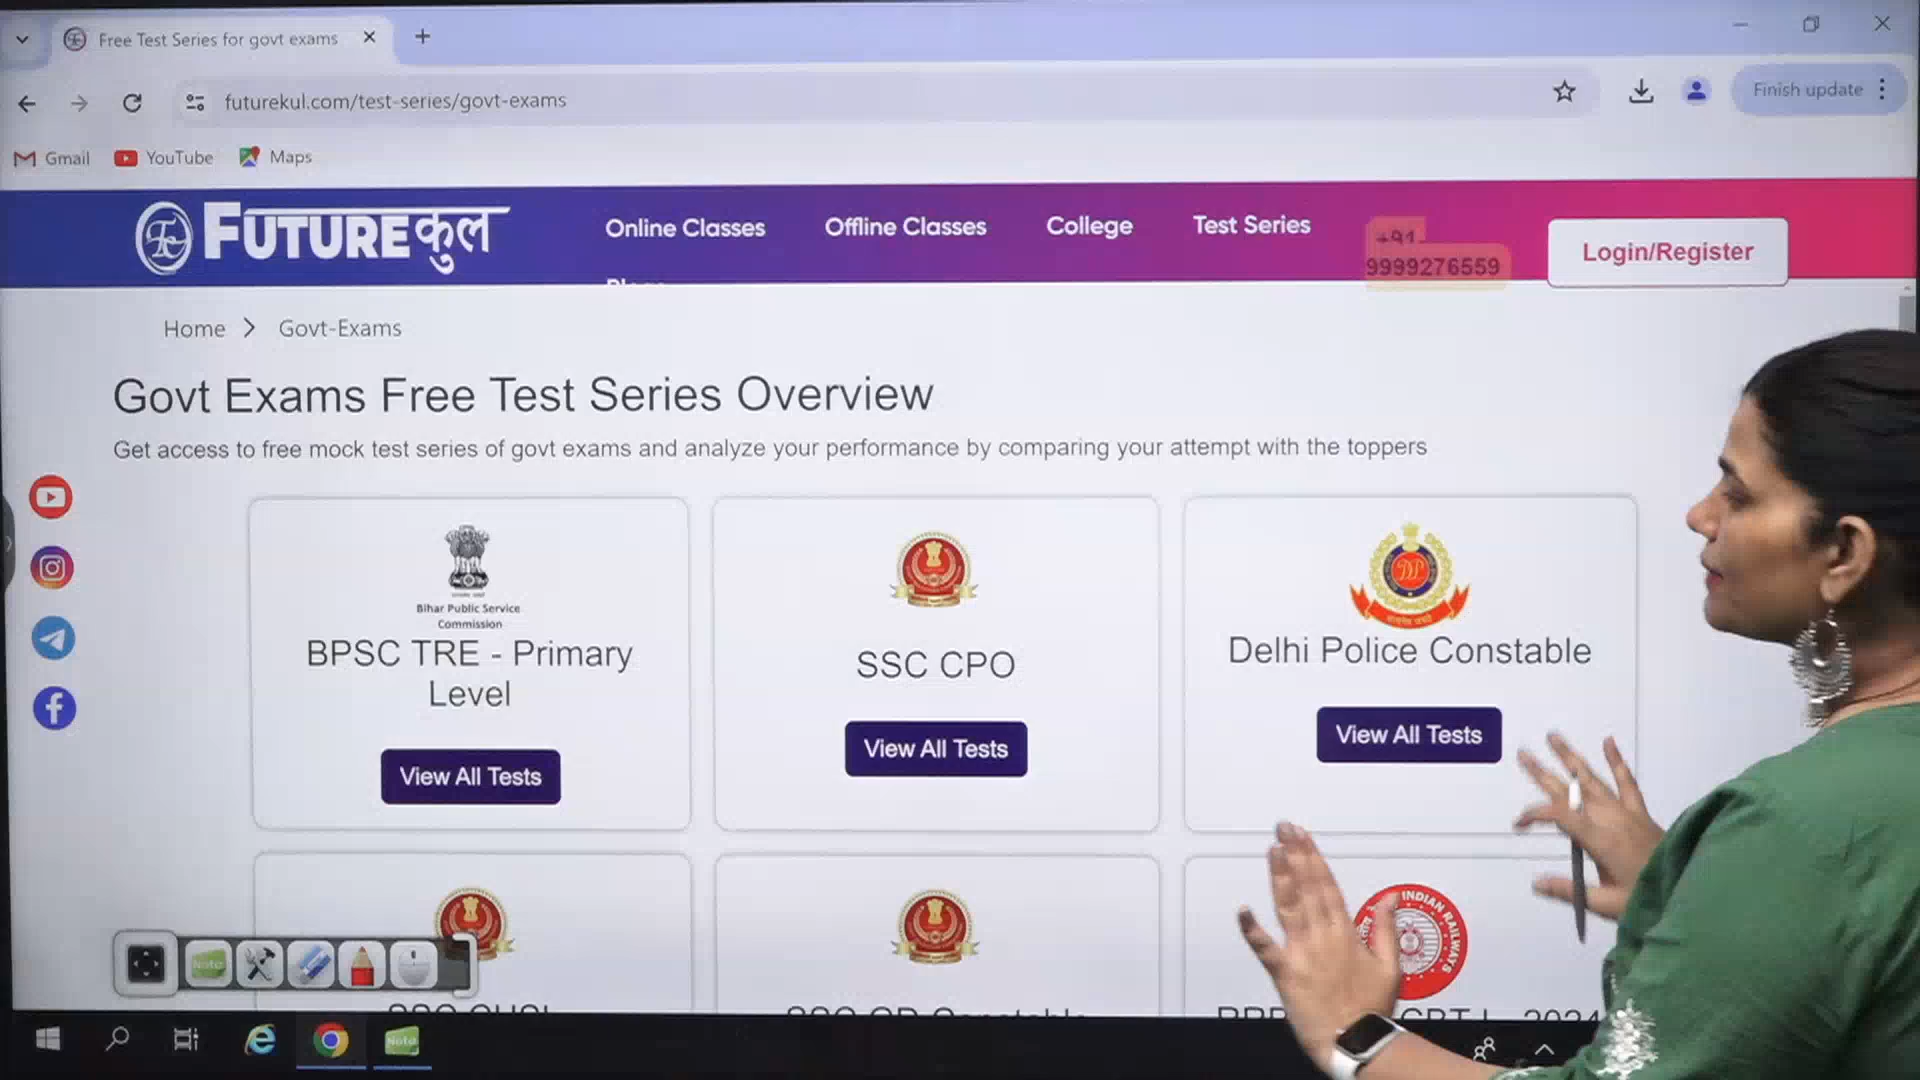 Free Test Series for govt exams
futurekul.com/test-series/govt-exams
Finish update
Gmail YouTube Maps
FUTUREकुल
Online Classes Offline Classes College Test Series
+91
9999276559
Login/Register
Home > Govt-Exams
Govt Exams Free Test Series Overview
Get access to free mock test series of govt exams and analyze your performance by comparing your attempt with the toppers
Bihar Public Service
Commission
BPSC TRE - Primary
Level
View All Tests
SSC CPO
View All Tests
DP
Delhi Police Constable
View All Tests
INDIAN RAILWAYS
Note
Note